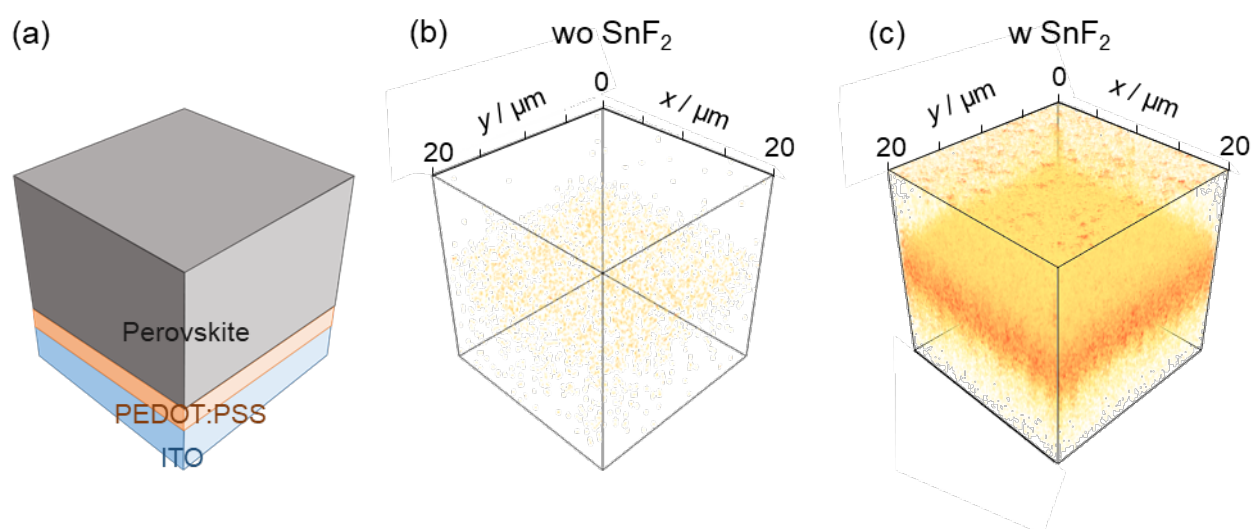 (a)
Perovskite
PEDOT:PSS
ITO
(b)
wo SnF₂
0
y / µm
x / µm
20
20
(c)
w SnF₂
0
y / µm
x / µm
20
20